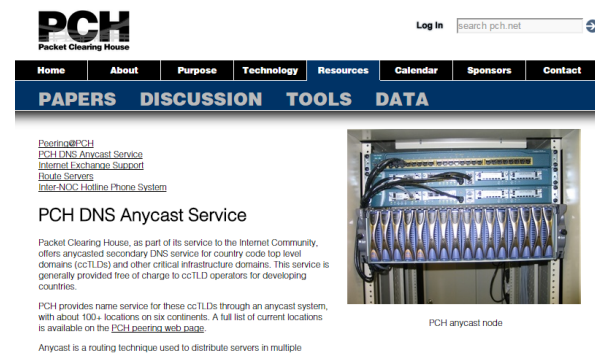 PCH
Packet Clearing House
Log In
search pch.net
Home About Purpose Technology Resources Calendar Sponsors Contact
PAPERS DISCUSSION TOOLS DATA
Peering@PCH
PCH DNS Anycast Service
Internet Exchange Support
Route Servers
Inter-NOC Hotline Phone System
PCH DNS Anycast Service
Packet Clearing House, as part of its service to the Internet Community,
offers anycasted secondary DNS service for country code top level
domains (ccTLDs) and other critical infrastructure domains. This service is
generally provided free of charge to ccTLD operators for developing
countries.
PCH provides name service for these ccTLDs through an anycast system,
with about 100+ locations on six continents. A full list of current locations
is available on the PCH peering web page.
Anycast is a routing technique used to distribute servers in multiple
PCH anycast node